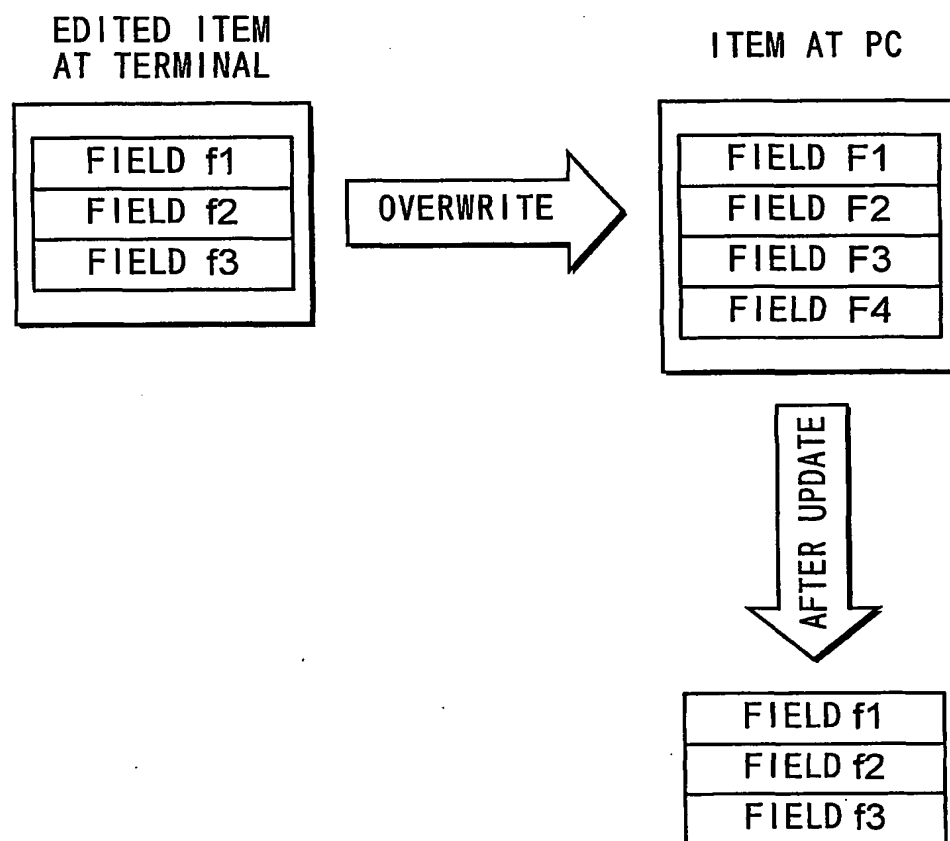 EDITED ITEM
AT TERMINAL
FIELD f1
FIELD f2
FIELD f3
OVERWRITE
ITEM AT PC
FIELD F1
FIELD F2
FIELD F3
FIELD F4
AFTER UPDATE
FIELD f1
FIELD f2
FIELD f3